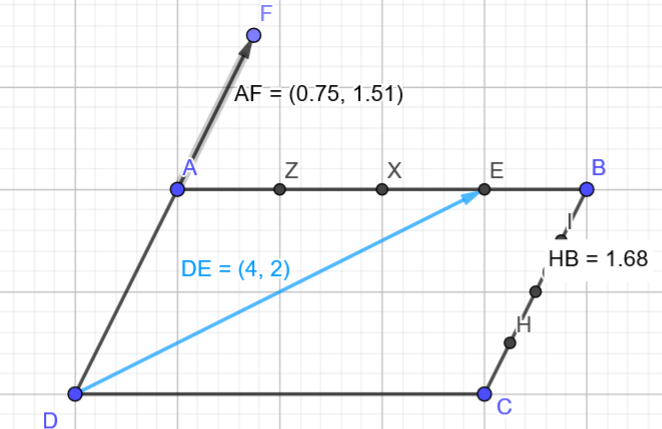 F
AF = (0.75, 1.51)
A
Z
X
E
B
I
HB = 1.68
DE = (4, 2)
H
D
C